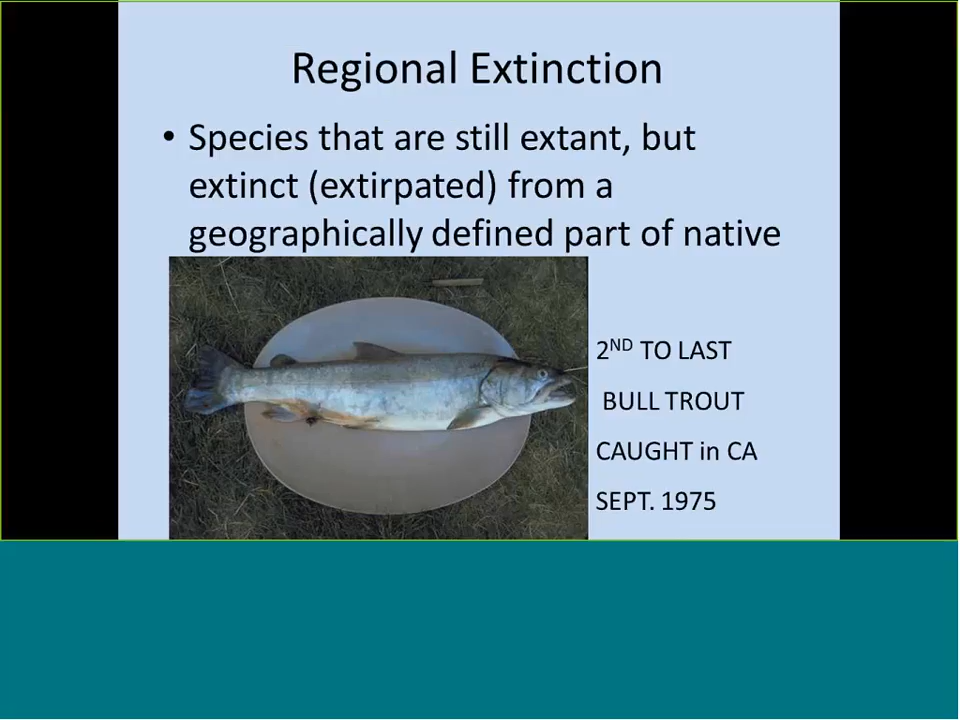 Regional Extinction
• Species that are still extant, but
extinct (extirpated) from a
geographically defined part of native
2ND TO LAST
BULL TROUT
CAUGHT in CA
SEPT. 1975